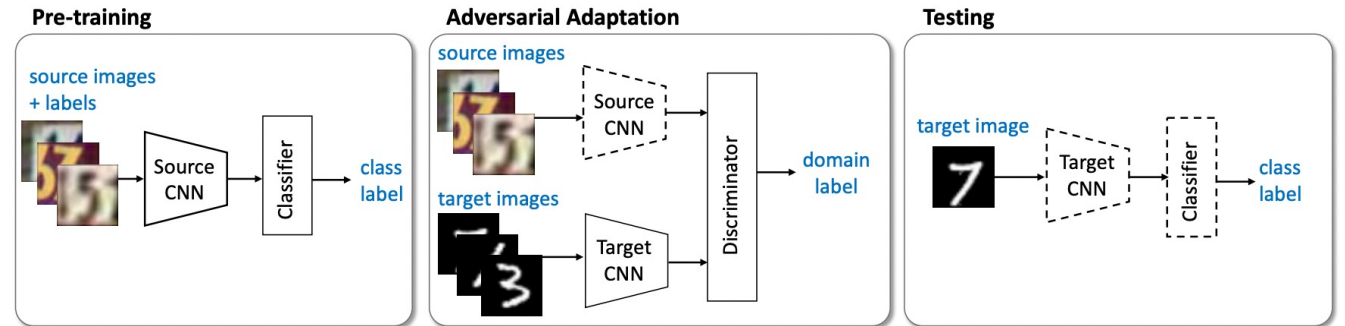 Pre-training
source images
+ labels
Source
CNN
Classifier
class
label
Adversarial Adaptation
source images
Source
CNN
target images
Target
CNN
Discriminator
domain
label
Testing
target image
7
Target
CNN
Classifier
class
label